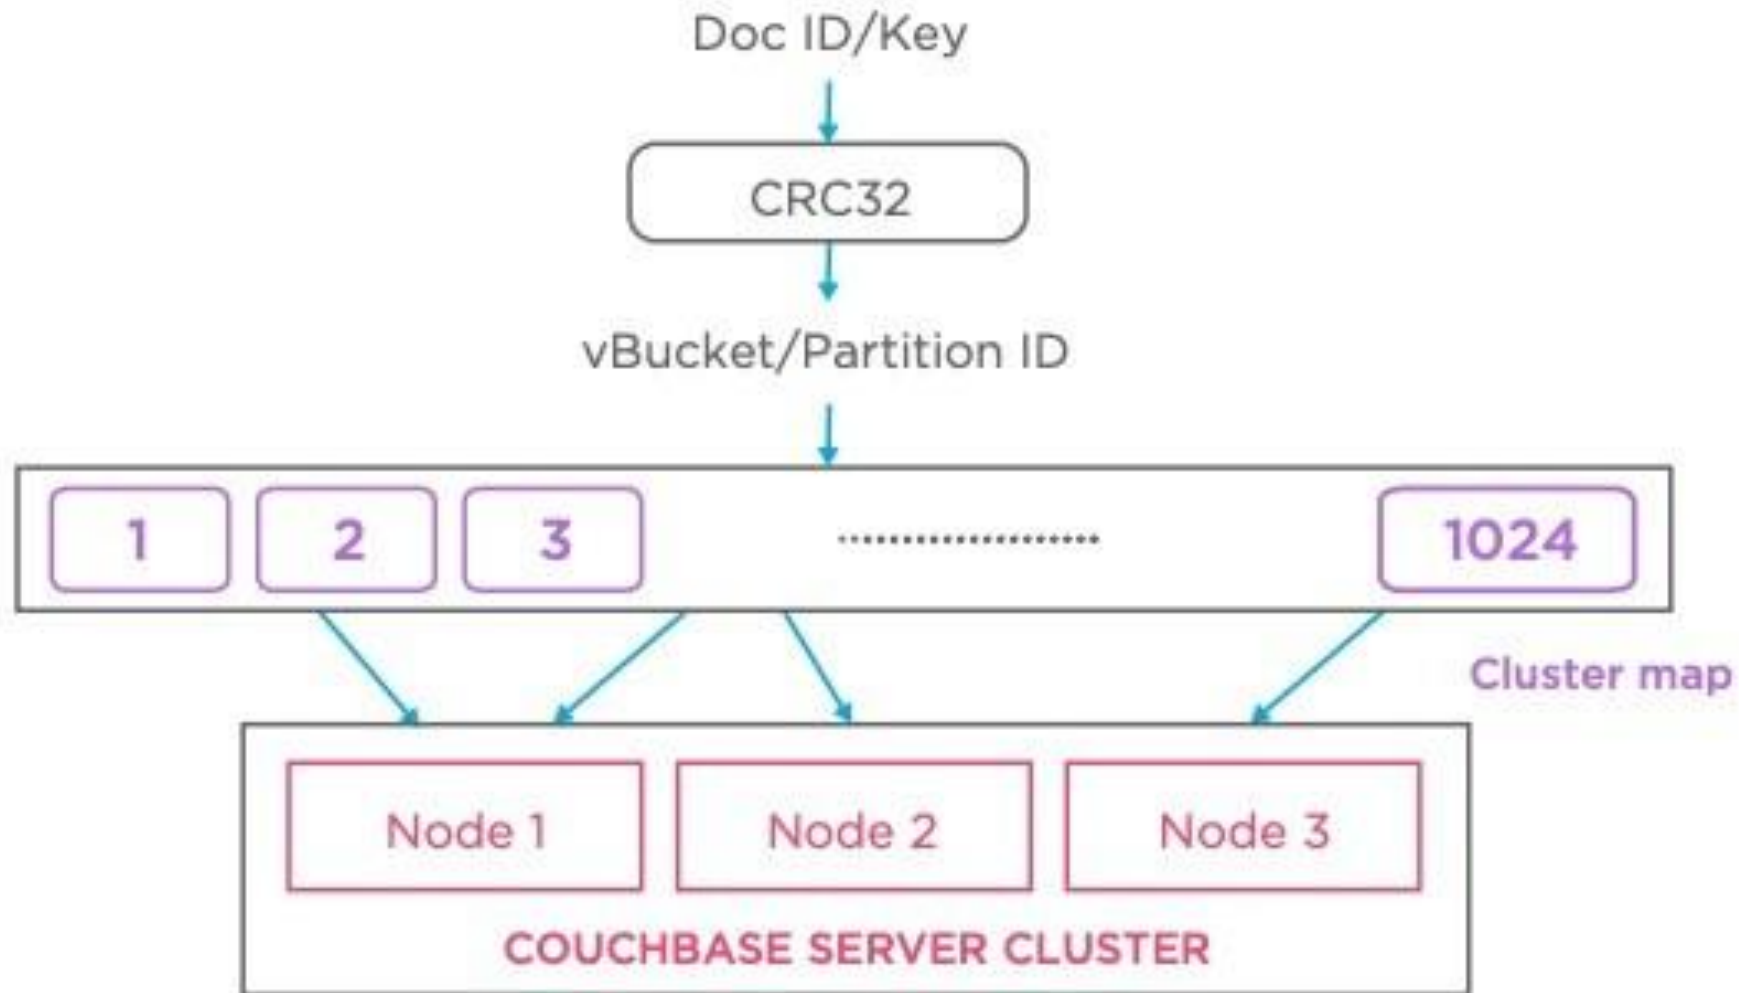 Doc ID/Key
CRC32
vBucket/Partition ID
1 2 3 ................... 1024
Cluster map
Node 1 Node 2 Node 3
COUCHBASE SERVER CLUSTER